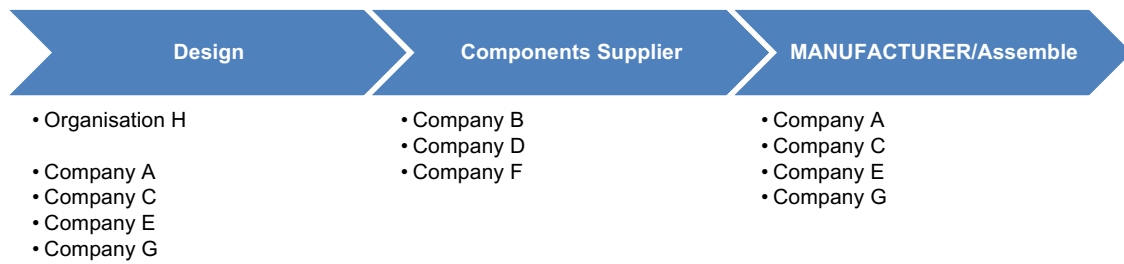 Design
• Organisation H
• Company A
• Company C
• Company E
• Company G
Components Supplier
• Company B
• Company D
• Company F
MANUFACTURER/Assemble
• Company A
• Company C
• Company E
• Company G